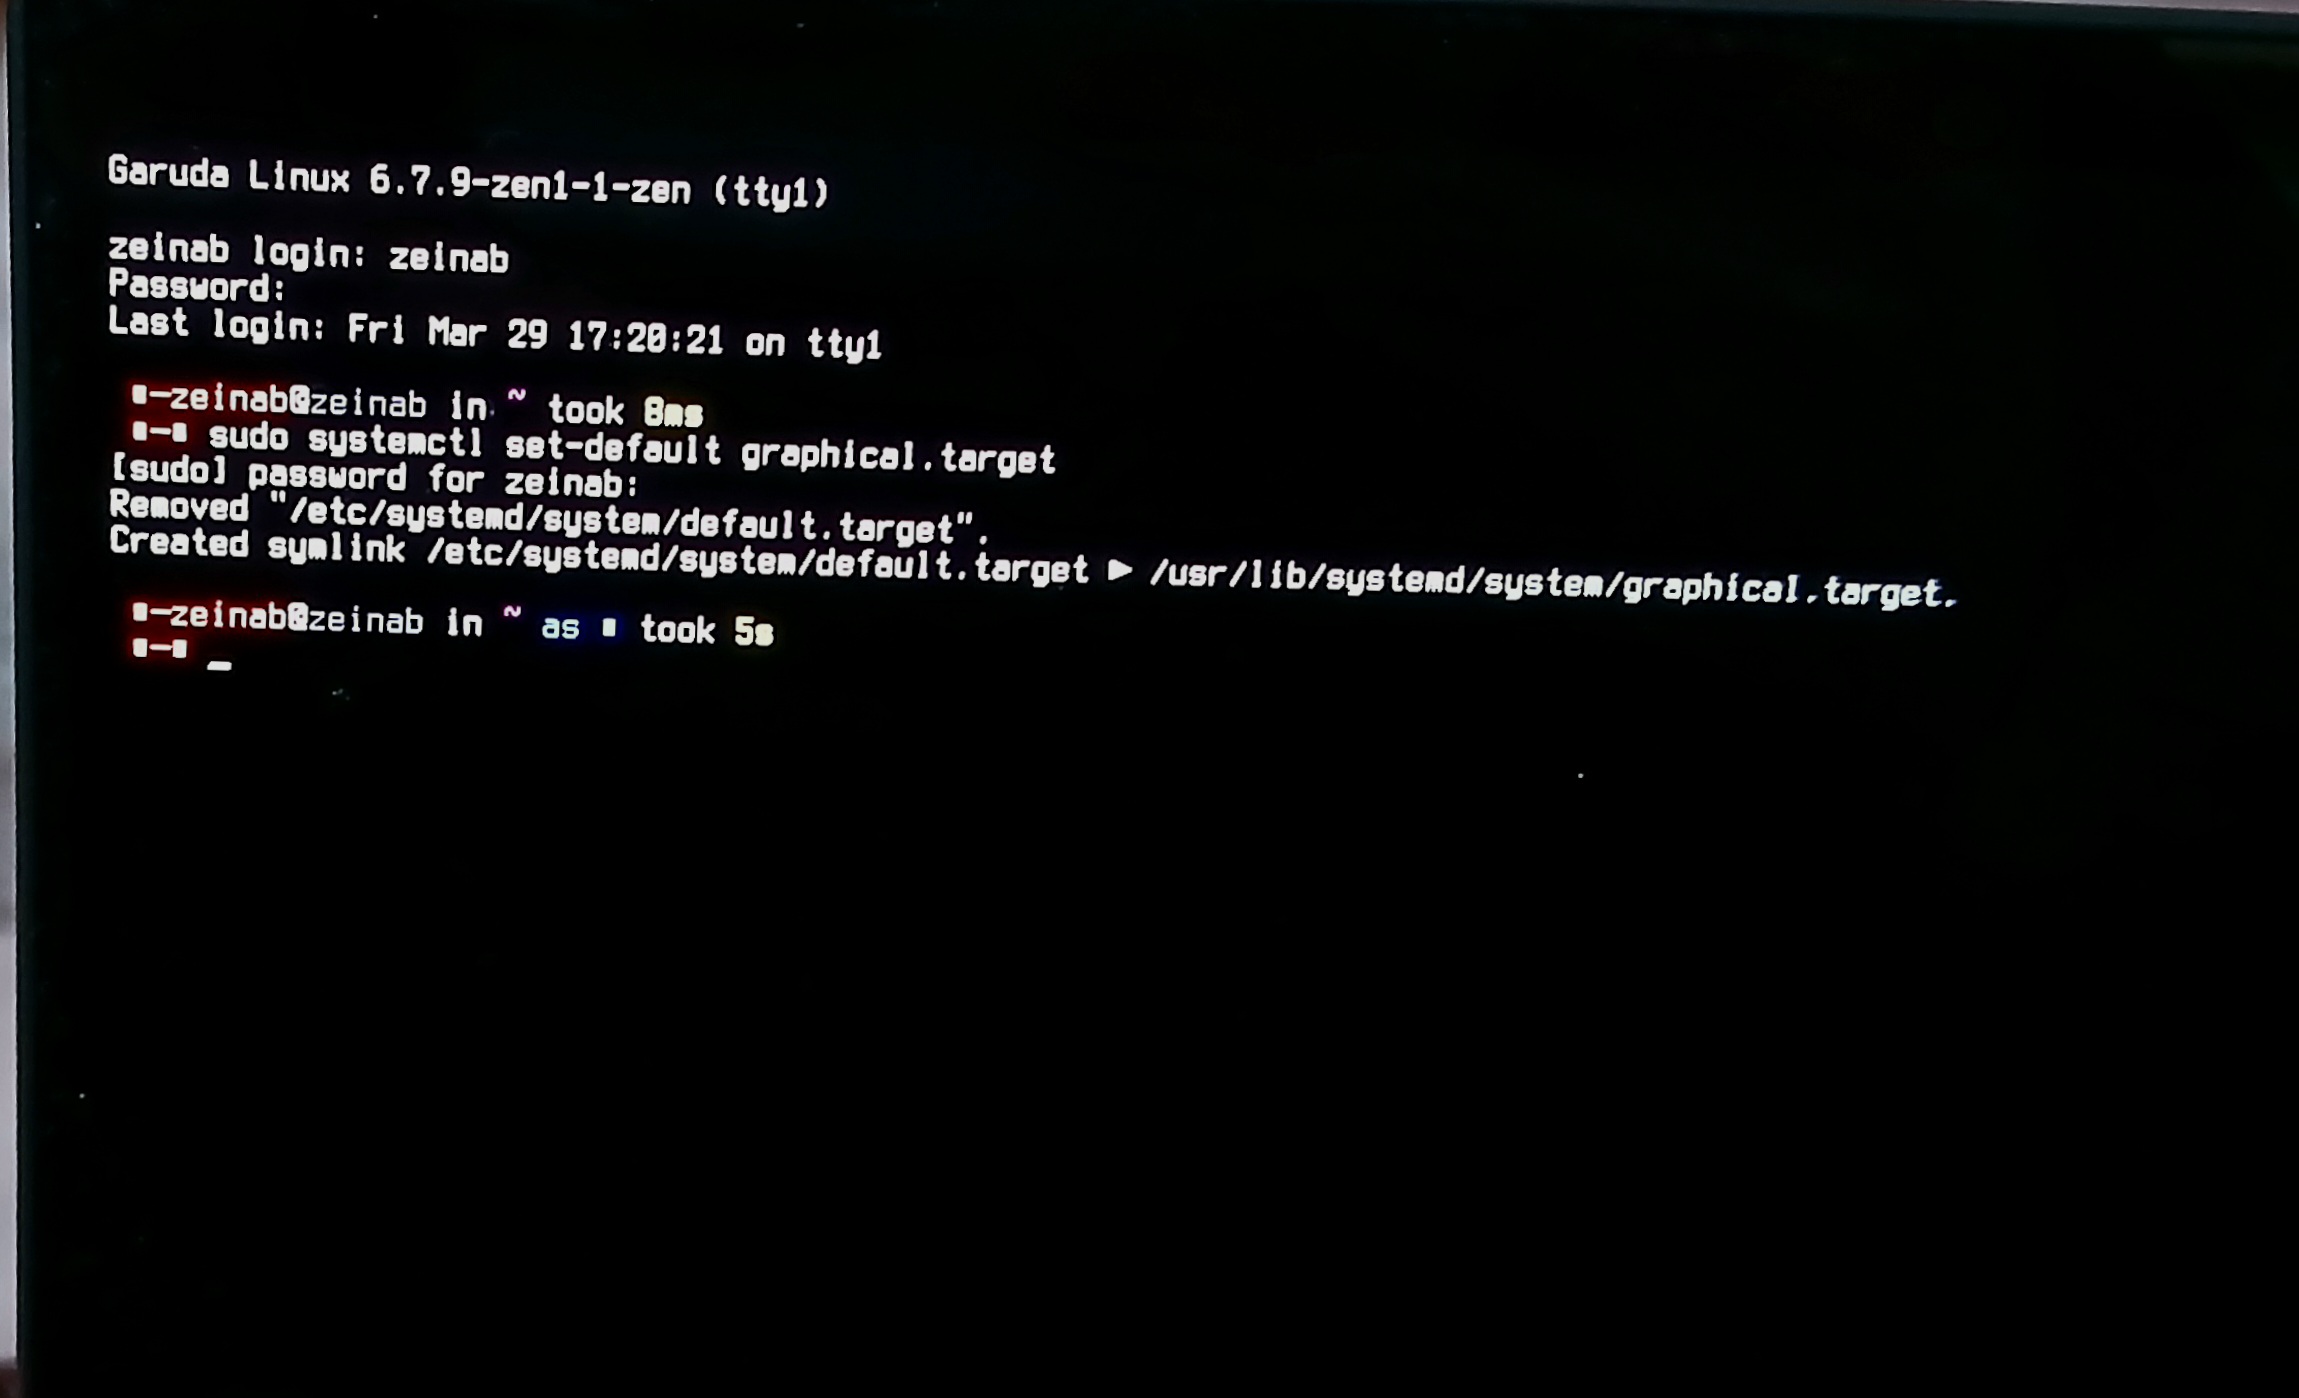 Garuda Linux 6.7.9-zen1-1-zen (tty1)
zeinab login: zeinab
Password:
Last login: Fri Mar 29 17:20:21 on tty1
∎—zeinab@zeinab in ~ took 8ms
∎—∎ sudo systemctl set-default graphical.target
[sudo] password for zeinab:
Removed "/etc/systemd/system/default.target".
Created symlink /etc/systemd/system/default.target ► /usr/lib/systemd/system/graphical.target.
∎—zeinab@zeinab in ~ as ∎ took 5s
∎—∎ _